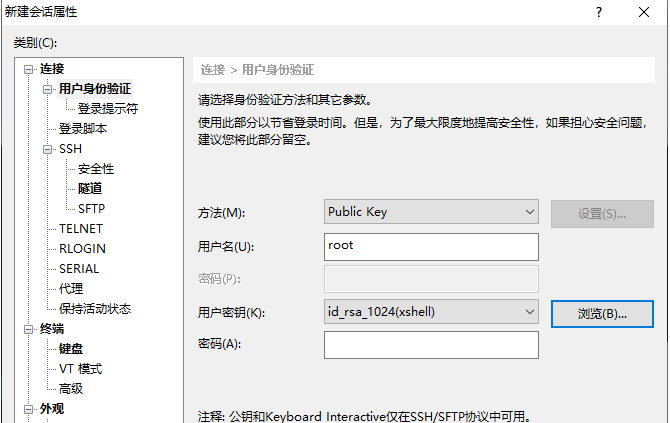 新建会话属性
类别(C):
连接
用户身份验证
登录提示符
登录脚本
SSH
安全性
隧道
SFTP
TELNET
RLOGIN
SERIAL
代理
保持活动状态
终端
键盘
VT 模式
高级
外观
连接 > 用户身份验证
请选择身份验证方法和其它参数。
使用此部分以节省登录时间。但是，为了最大限度地提高安全性，如果担心安全问题，
建议您将此部分留空。
方法(M): Public Key 设置(S)...
用户名(U): root
密码(P):
用户密钥(K): id_rsa_1024(xshell) 浏览(B)...
密码(A):
注释: 公钥和Keyboard Interactive仅在SSH/SFTP协议中可用。